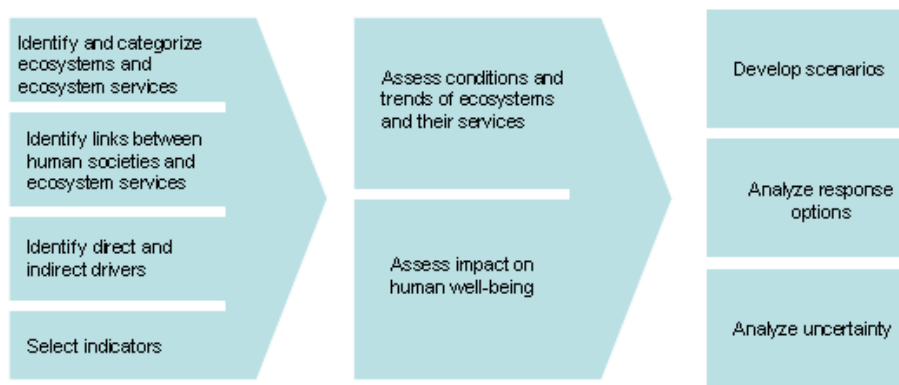 Identify and categorize
ecosystems and
ecosystem services
Identify links between
human societies and
ecosystem services
Identify direct and
indirect drivers
Select indicators
Assess conditions and
trends of ecosystems
and their services
Assess impact on
human well-being
Develop scenarios
Analyze response
options
Analyze uncertainty